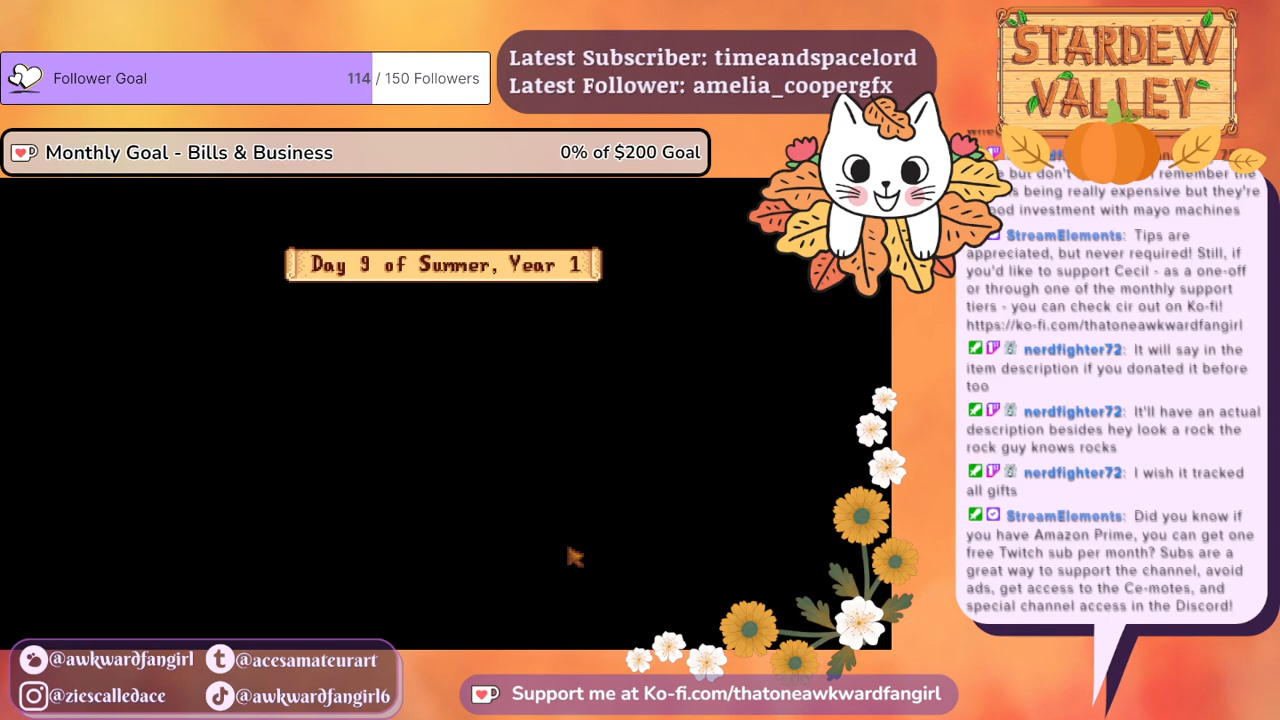 Follower Goal
114 / 150 Followers
Latest Subscriber: timeandspacelord
Latest Follower: amelia_coopergfx
STARDEW
VALLEY
Monthly Goal - Bills & Business
0% of $200 Goal
Day 9 of Summer, Year 1
but don't
remember the
being really expensive but they're
investment with mayo machines
StreamElements: Tips are
appreciated, but never required! Still, if
you'd like to support Cecil - as a one-off
or through one of the monthly support
tiers - you can check cir out on Ko-fi!
https://ko-fi.com/thatoneawkwardfangirl
nerdfighter72: It will say in the
item description if you donated it before
too
nerdfighter72: It'll have an actual
description besides hey look a rock the
rock guy knows rocks
nerdfighter72: I wish it tracked
all gifts
StreamElements: Did you know if
you have Amazon Prime, you can get one
free Twitch sub per month? Subs are a
great way to support the channel, avoid
ads, get access to the Ce-motes, and
special channel access in the Discord!
@awkwardfangirl
@acesamateurart
@ziescalledace
@awkwardfangirl6
Support me at Ko-fi.com/thatoneawkwardfangirl